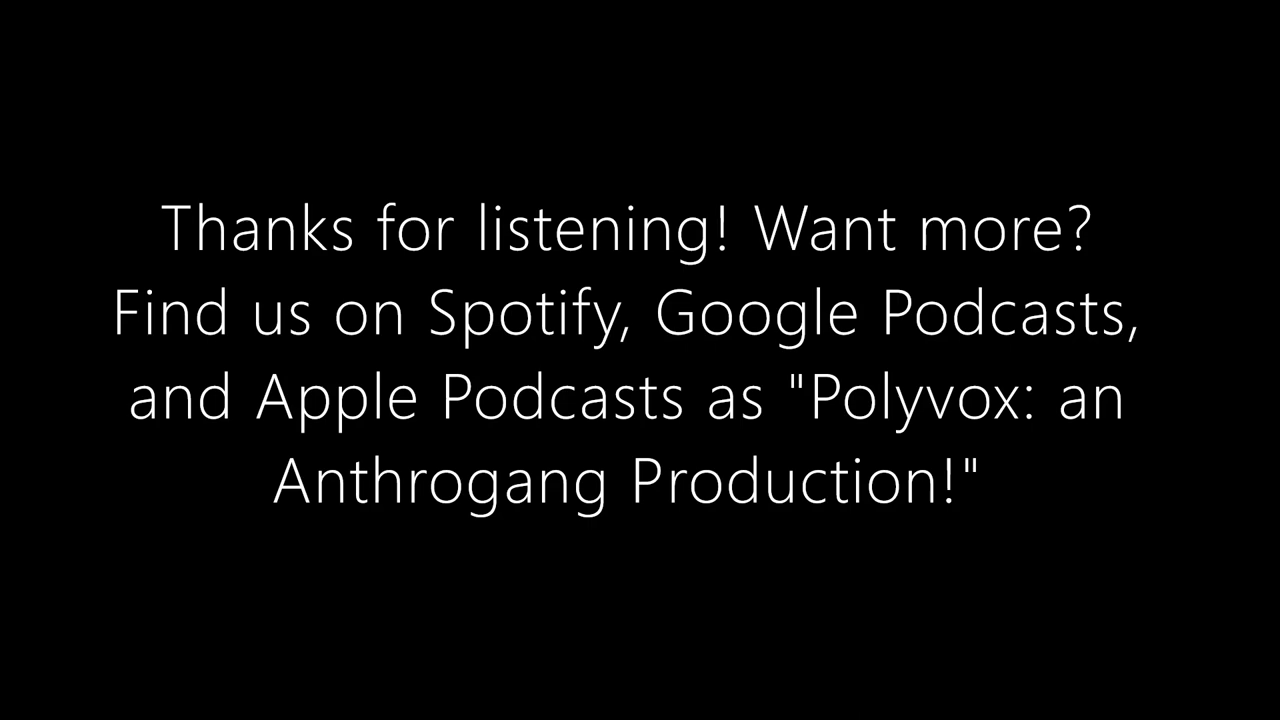 Thanks for listening! Want more?
Find us on Spotify, Google Podcasts,
and Apple Podcasts as "Polyvox: an
Anthrogang Production!"